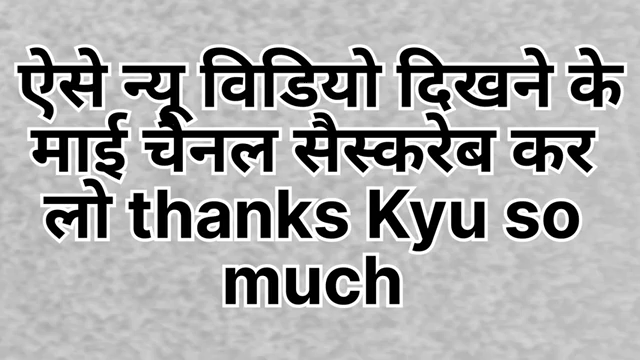 ऐसे न्यू विडियो दिखने के
माई चैनल सैस्करेब कर
लो thanks Kyu so
much